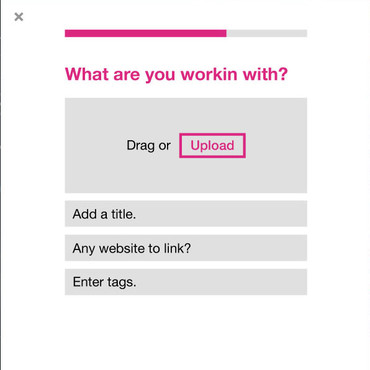 What are you workin with?
Drag or Upload
Add a title.
Any website to link?
Enter tags.